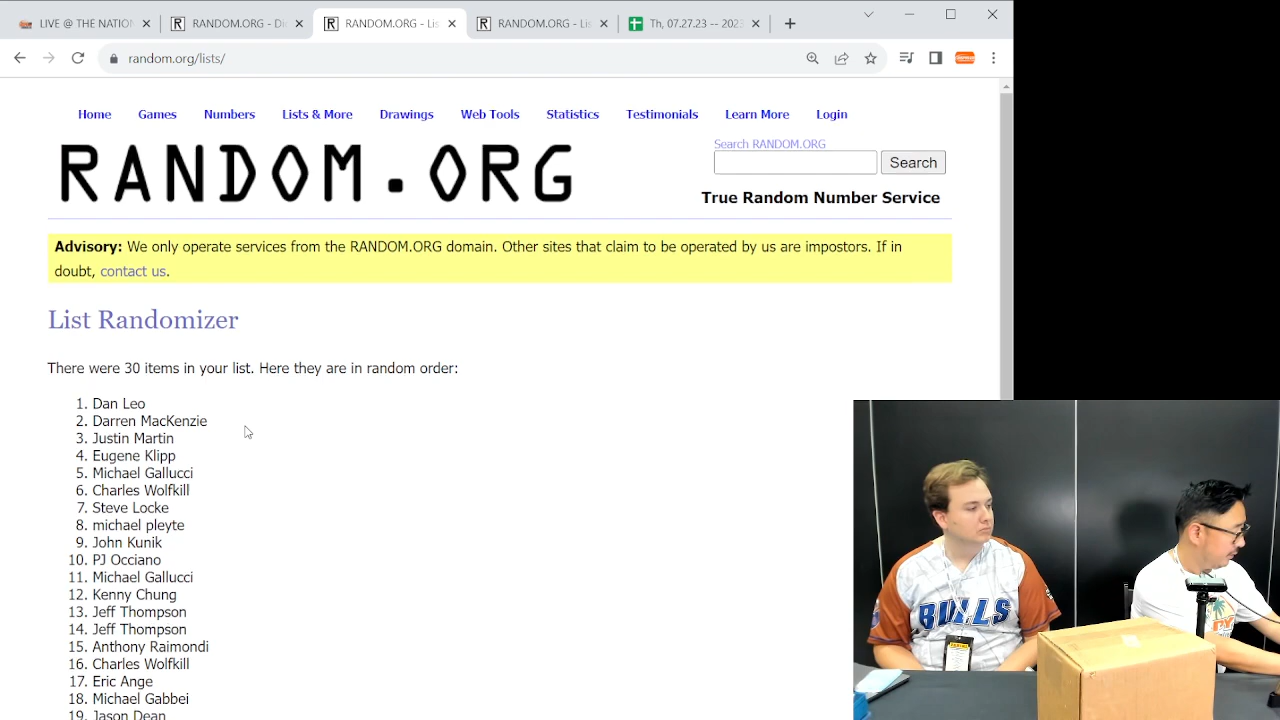 LIVE @ THE NATION
RANDOM.ORG - Di
RANDOM.ORG - Lis
RANDOM.ORG - Lis
Th, 07.27.23 -- 2023
random.org/lists/
Home Games Numbers Lists & More Drawings Web Tools Statistics Testimonials Learn More Login
Search RANDOM.ORG
RANDOM.ORG
Search
True Random Number Service
Advisory: We only operate services from the RANDOM.ORG domain. Other sites that claim to be operated by us are impostors. If in
doubt, contact us.
List Randomizer
There were 30 items in your list. Here they are in random order:
1. Dan Leo
2. Darren MacKenzie
3. Justin Martin
4. Eugene Klipp
5. Michael Gallucci
6. Charles Wolfkill
7. Steve Locke
8. michael pleyte
9. John Kunik
10. PJ Occiano
11. Michael Gallucci
12. Kenny Chung
13. Jeff Thompson
14. Jeff Thompson
15. Anthony Raimondi
16. Charles Wolfkill
17. Eric Ange
18. Michael Gabbei
19. Jason Dean
BULLS
PANINI